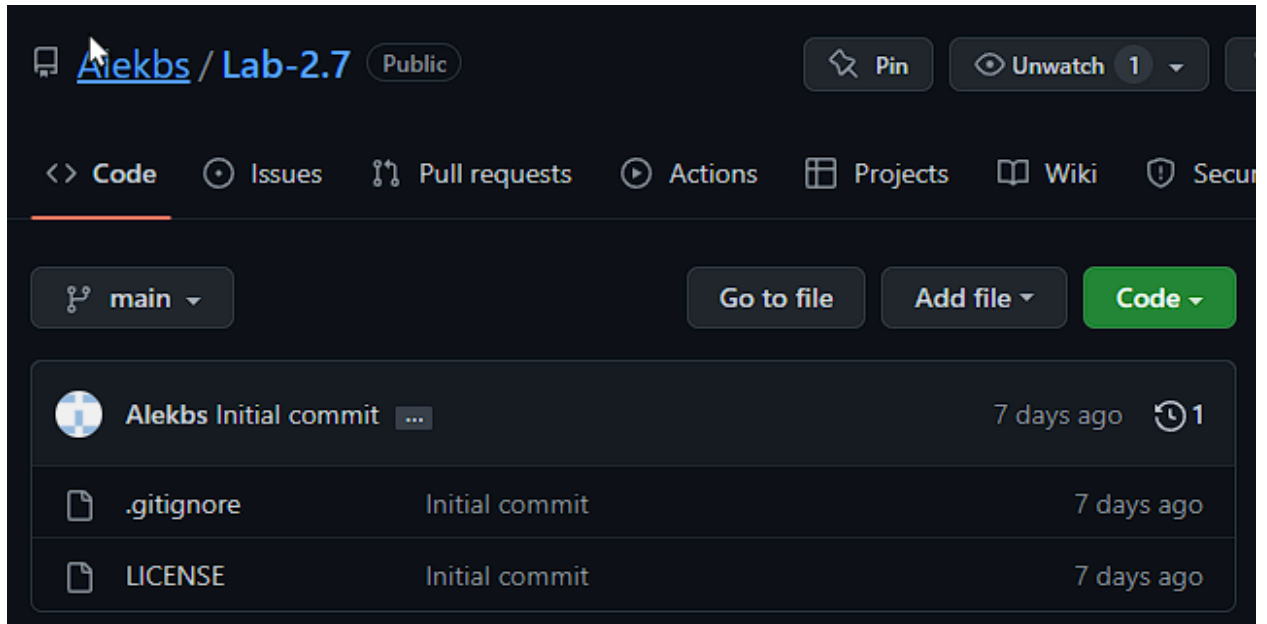 Alekbs / Lab-2.7 Public Pin Unwatch 1
<> Code Issues Pull requests Actions Projects Wiki Secur
main Go to file Add file Code
Alekbs Initial commit ... 7 days ago 1
.gitignore Initial commit 7 days ago
LICENSE Initial commit 7 days ago